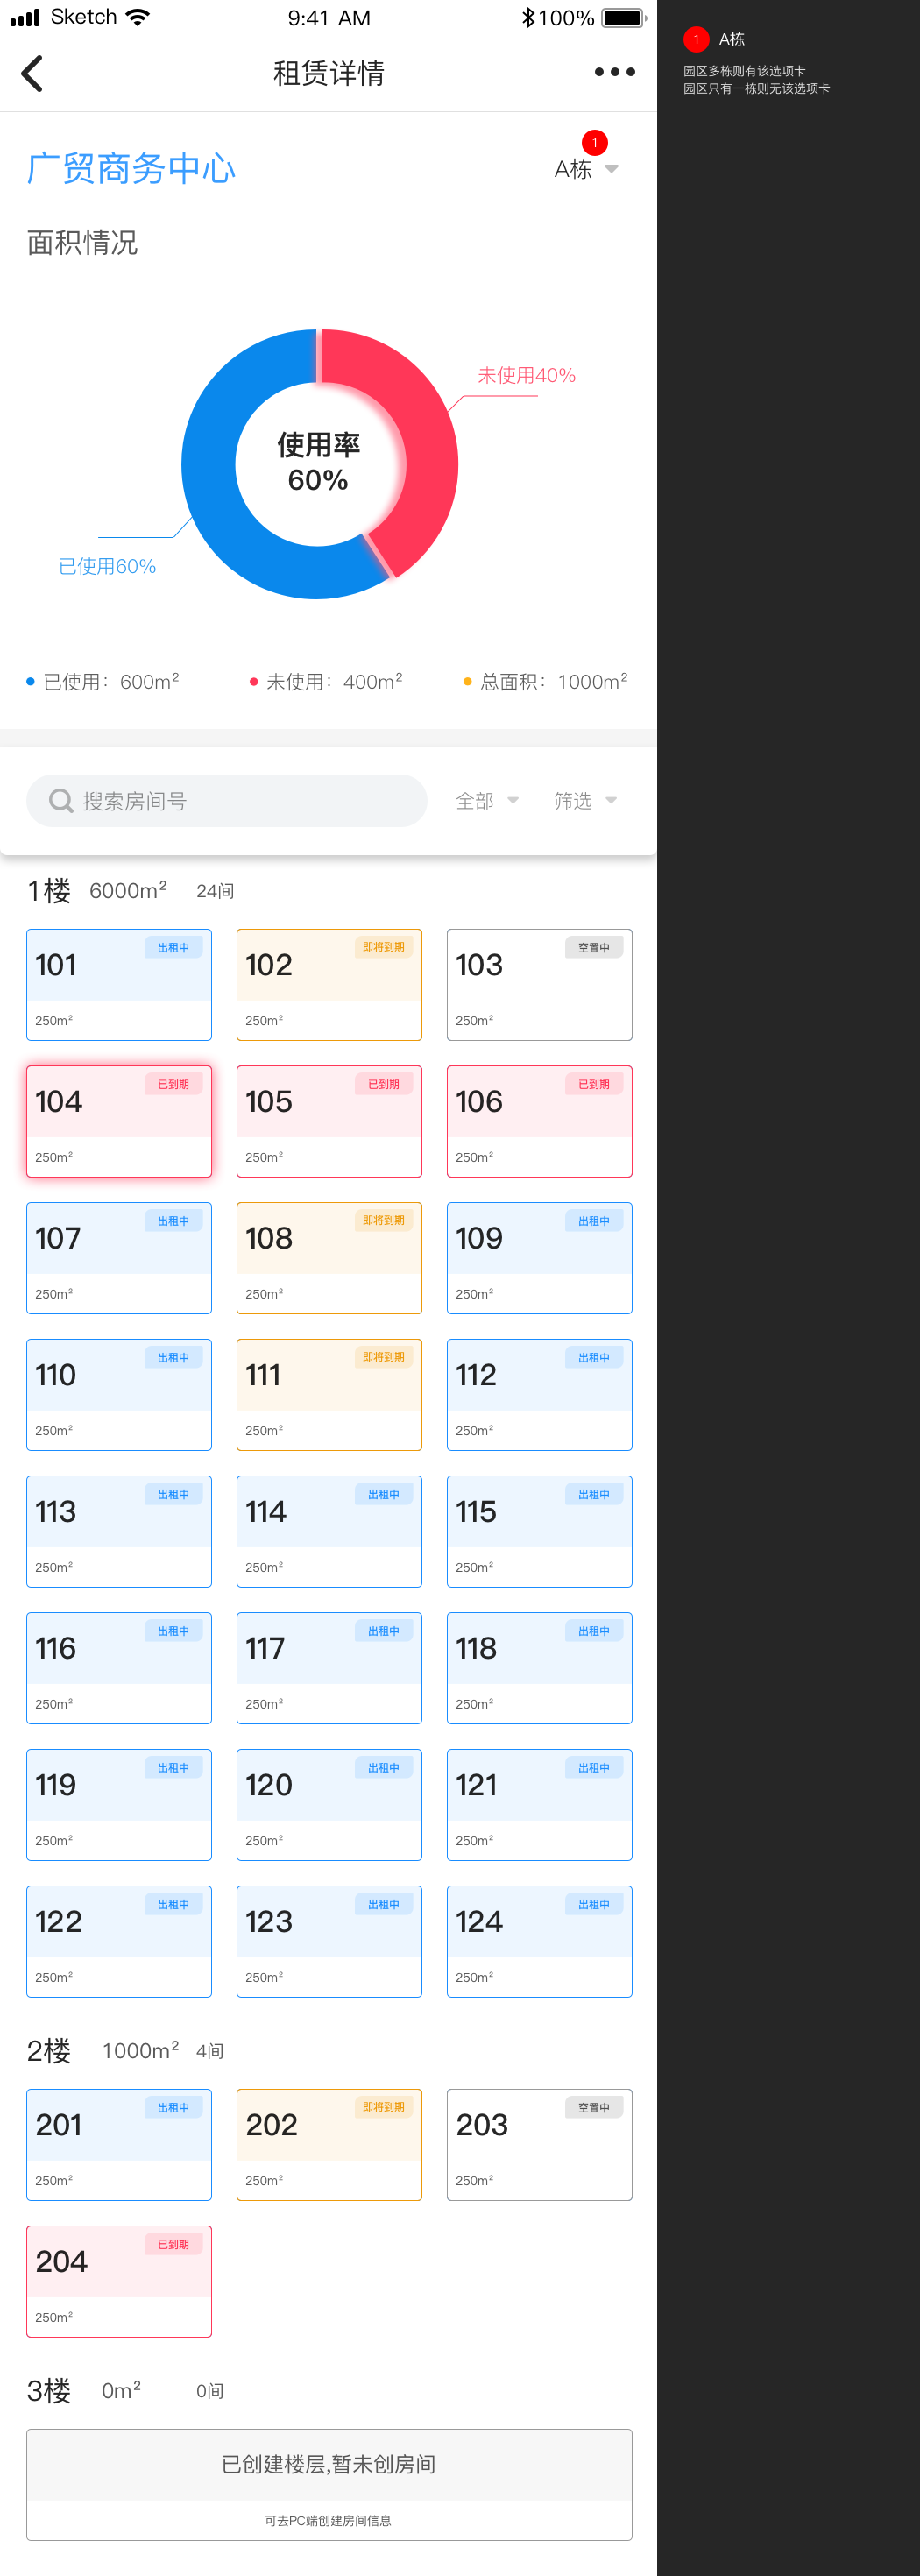 Sketch 9:41 AM 100%
租赁详情
1 A栋
园区多栋则有该选项卡
园区只有一栋则无该选项卡
1
广贸商务中心 A栋
面积情况
未使用40%
使用率
60%
已使用60%
已使用：600m² 未使用：400m² 总面积：1000m²
搜索房间号 全部 筛选
1楼 6000m² 24间
101 出租中 102 即将到期 103 空置中
250m² 250m² 250m²
104 已到期 105 已到期 106 已到期
250m² 250m² 250m²
107 出租中 108 即将到期 109 出租中
250m² 250m² 250m²
110 出租中 111 即将到期 112 出租中
250m² 250m² 250m²
113 出租中 114 出租中 115 出租中
250m² 250m² 250m²
116 出租中 117 出租中 118 出租中
250m² 250m² 250m²
119 出租中 120 出租中 121 出租中
250m² 250m² 250m²
122 出租中 123 出租中 124 出租中
250m² 250m² 250m²
2楼 1000m² 4间
201 出租中 202 即将到期 203 空置中
250m² 250m² 250m²
204 已到期
250m²
3楼 0m² 0间
已创建楼层,暂未创房间
可去PC端创建房间信息